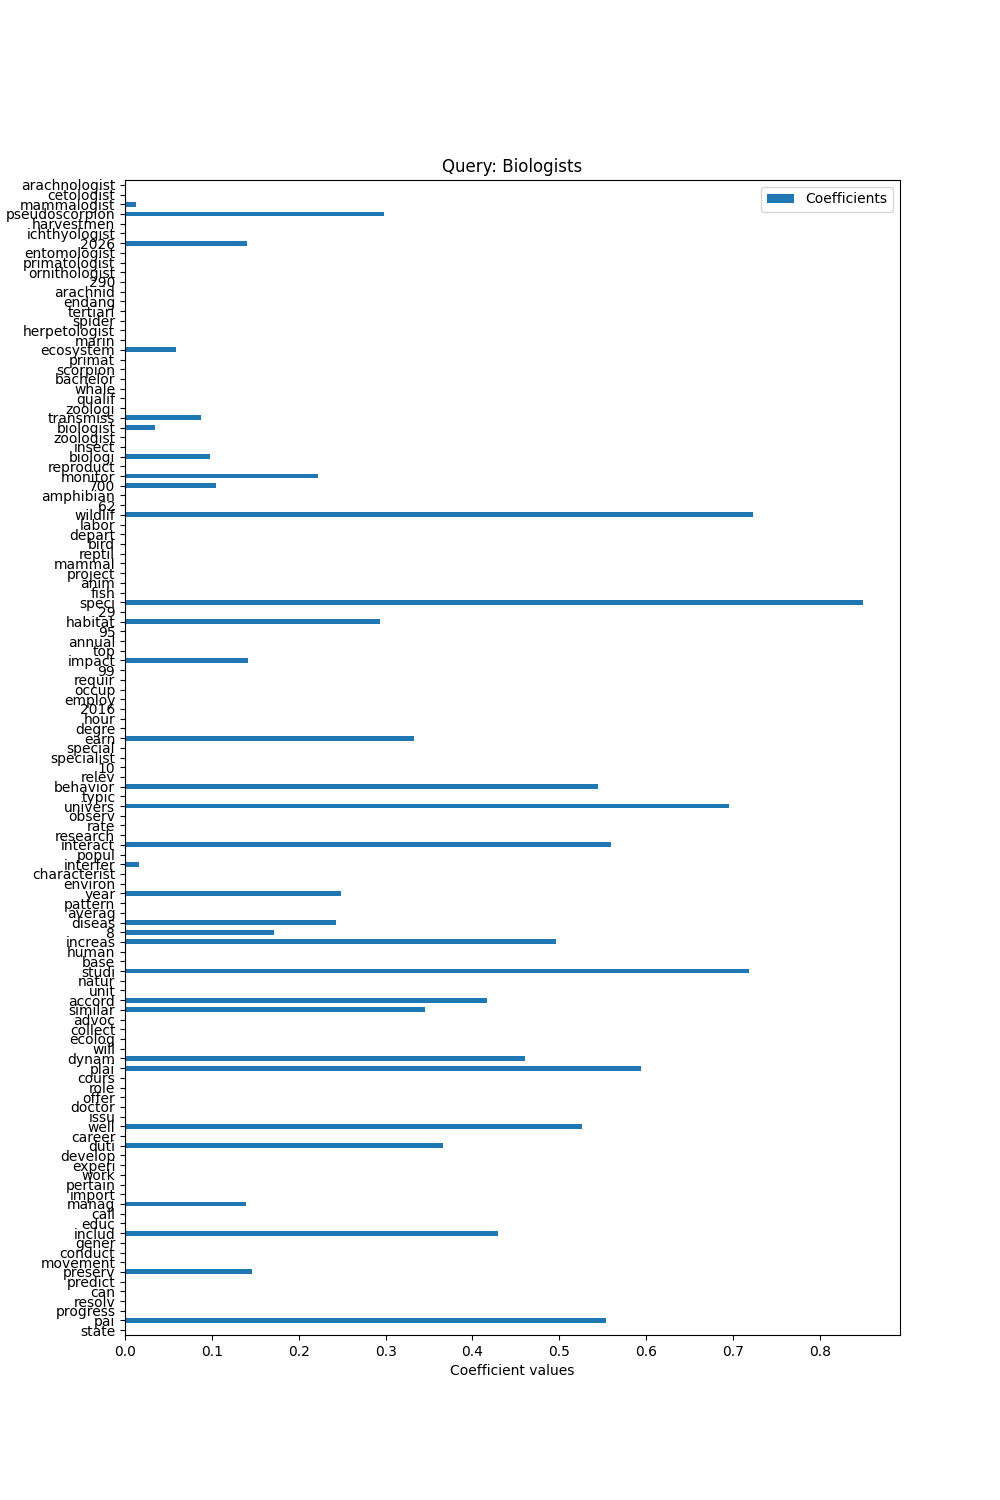 Query: Biologists
Coefficients
arachnologist
cetologist
mammalogist
pseudoscorpion
harvestmen
ichthyologist
2026
entomologist
primatologist
ornithologist
290
arachnid
endang
tertiari
spider
herpetologist
marin
ecosystem
primat
scorpion
bachelor
whale
qualif
zoologi
transmiss
biologist
zoologist
insect
biologi
reproduct
monitor
700
amphibian
62
wildlif
labor
depart
bird
reptil
mammal
project
anim
fish
speci
29
habitat
95
annual
top
impact
99
requir
occup
employ
2016
hour
degre
earn
special
specialist
10
relev
behavior
typic
univers
observ
rate
research
interact
popul
interfer
characterist
environ
year
pattern
averag
diseas
8
increas
human
base
studi
natur
unit
accord
similar
advoc
collect
ecolog
will
dynam
plai
cours
role
offer
doctor
issu
well
career
duti
develop
experi
work
pertain
import
manag
call
educ
includ
gener
conduct
movement
preserv
predict
can
resolv
progress
pai
state
0.0 0.1 0.2 0.3 0.4 0.5 0.6 0.7 0.8
Coefficient values